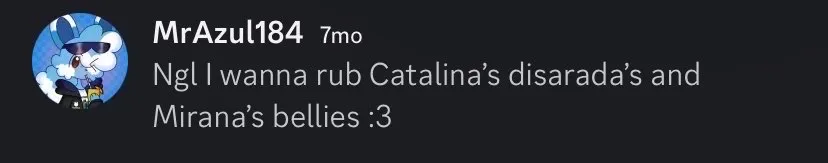 MrAzul184 7mo
Ngl I wanna rub Catalina’s disarada’s and
Mirana’s bellies :3